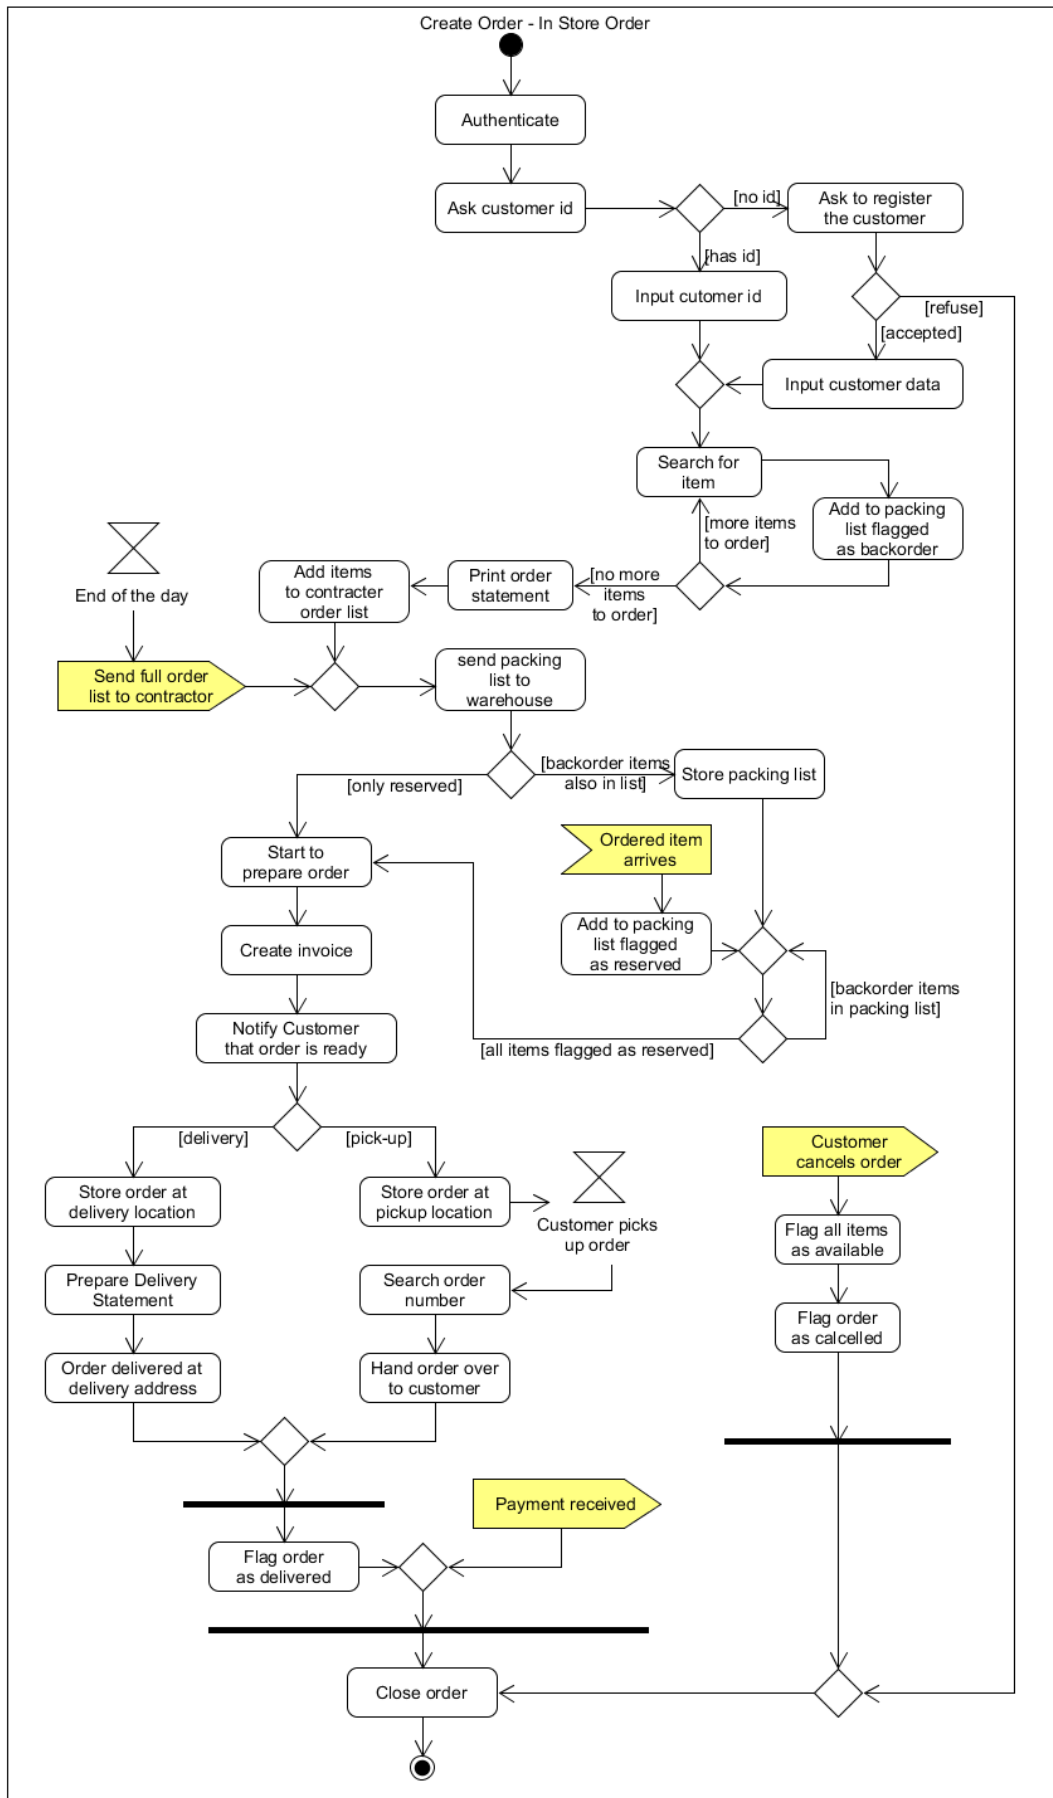 Create Order - In Store Order
Authenticate
Ask customer id
[no id]
Ask to register
the customer
[has id]
Input cutomer id
[refuse]
[accepted]
Input customer data
Search for
item
[more items
to order]
Add to packing
list flagged
as backorder
End of the day
Add items
to contracter
order list
Print order
statement
[no more
items
to order]
Send full order
list to contractor
send packing
list to
warehouse
[only reserved]
[backorder items
also in list]
Store packing list
Start to
prepare order
Ordered item
arrives
Create invoice
Add to packing
list flagged
as reserved
[backorder items
in packing list]
Notify Customer
that order is ready
[all items flagged as reserved]
[delivery]
[pick-up]
Customer
cancels order
Store order at
delivery location
Store order at
pickup location
Customer picks
up order
Flag all items
as available
Prepare Delivery
Statement
Search order
number
Flag order
as calcelled
Order delivered at
delivery address
Hand order over
to customer
Payment received
Flag order
as delivered
Close order